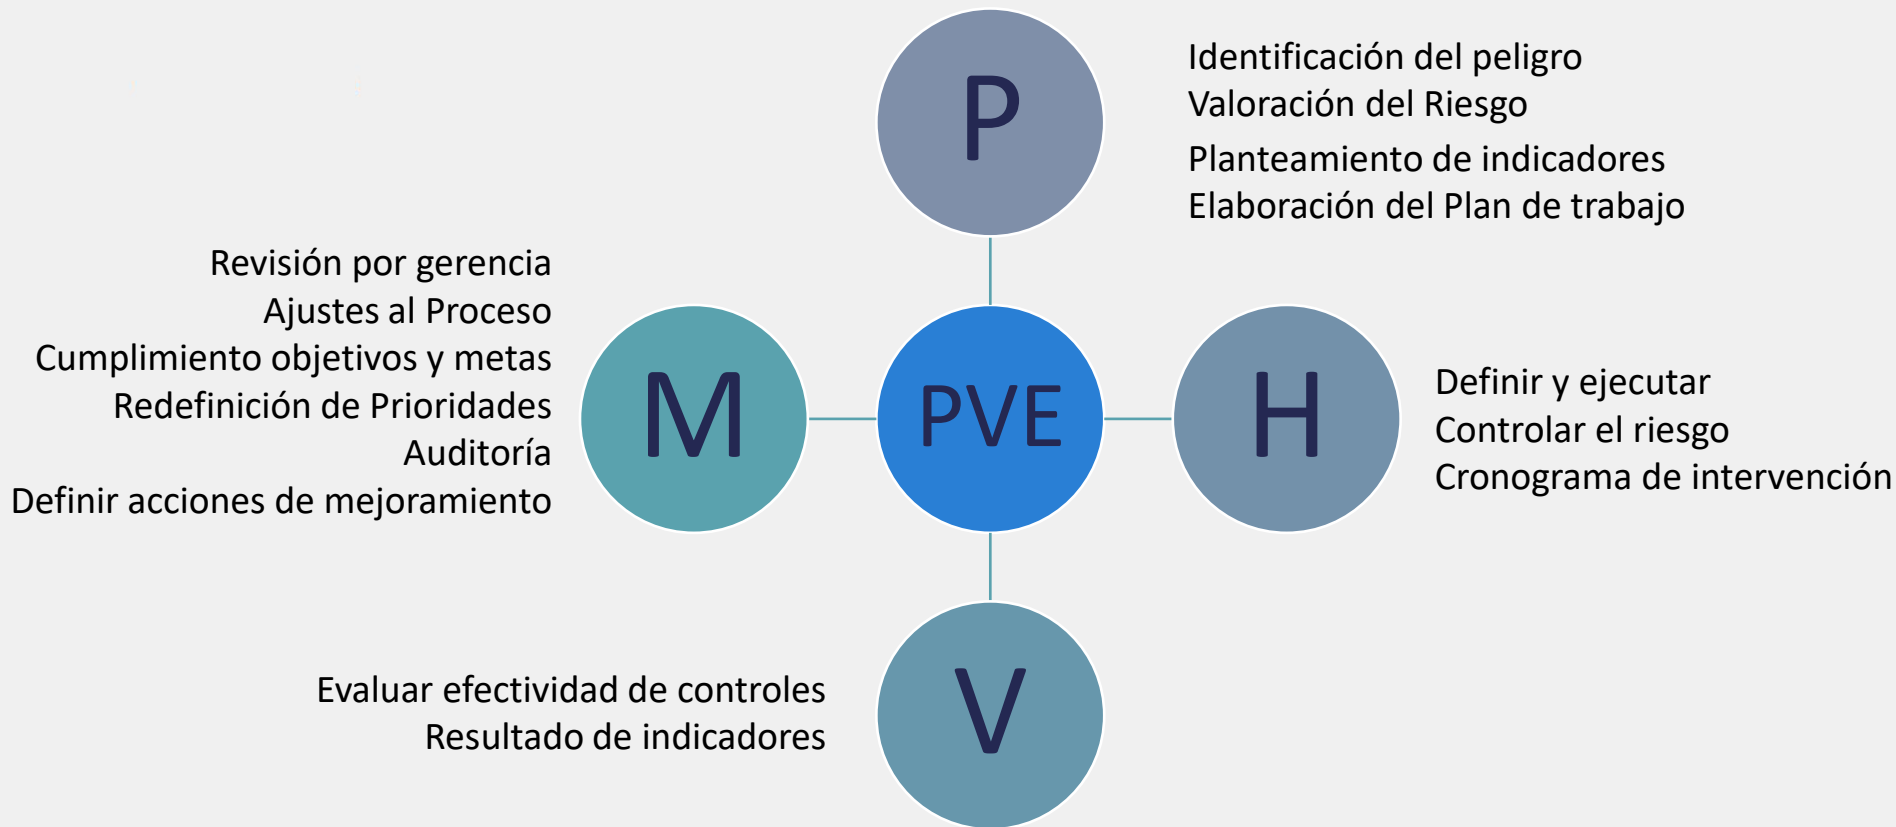 P
Identificación del peligro
Valoración del Riesgo
Planteamiento de indicadores
Elaboración del Plan de trabajo
Revisión por gerencia
Ajustes al Proceso
Cumplimiento objetivos y metas
Redefinición de Prioridades
Auditoría
Definir acciones de mejoramiento
M
PVE
H
Definir y ejecutar
Controlar el riesgo
Cronograma de intervención
Evaluar efectividad de controles
Resultado de indicadores
V